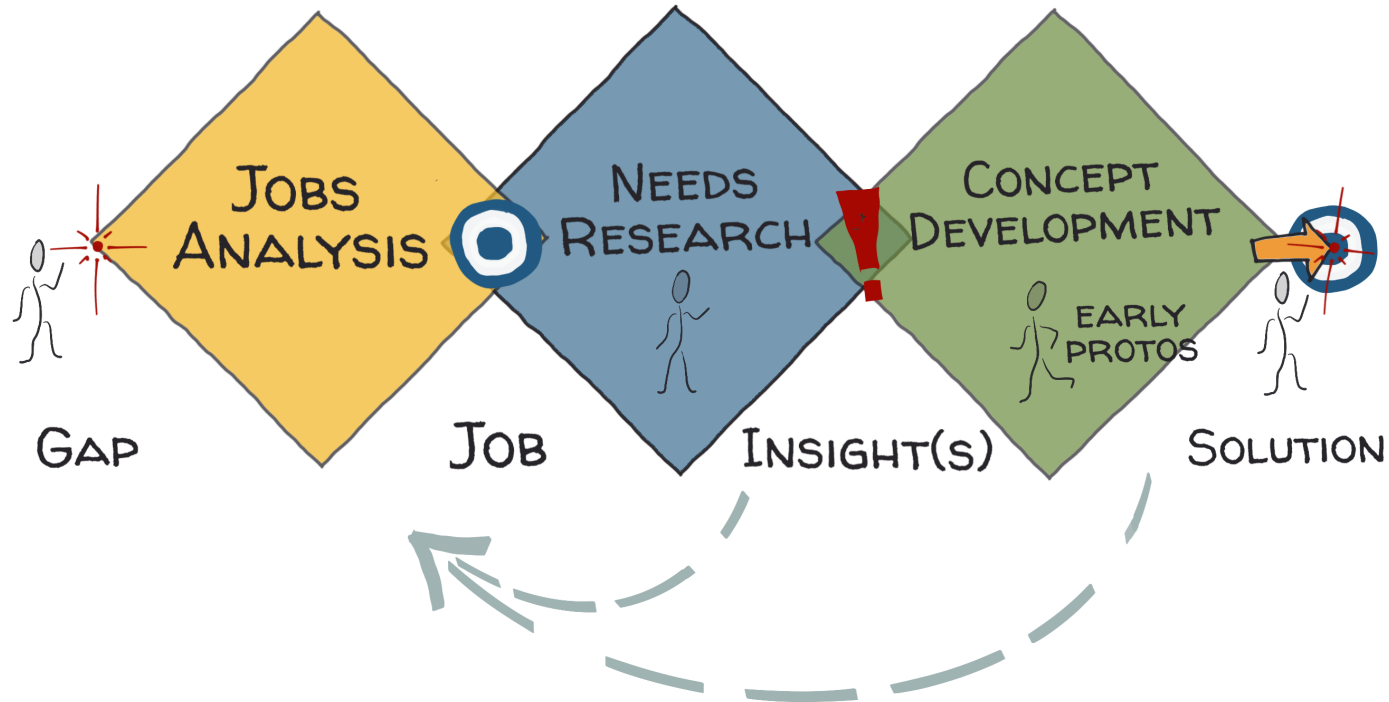 JOBS
ANALYSIS
NEEDS
RESEARCH
CONCEPT
DEVELOPMENT
EARLY
PROTOS
GAP
JOB
INSIGHT(S)
SOLUTION